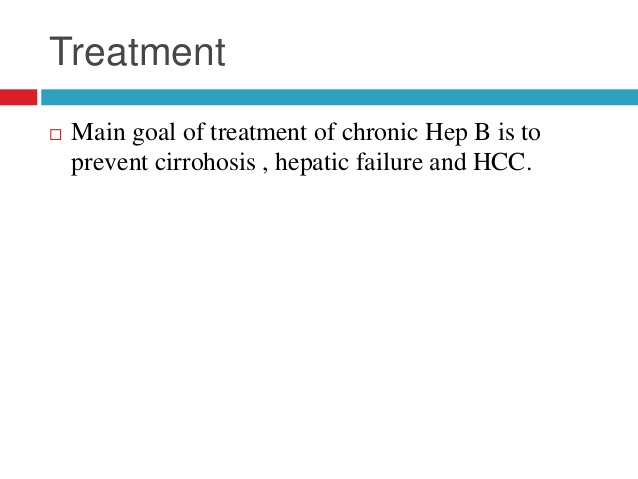 Treatment
Main goal of treatment of chronic Hep B is to
prevent cirrohosis , hepatic failure and HCC.